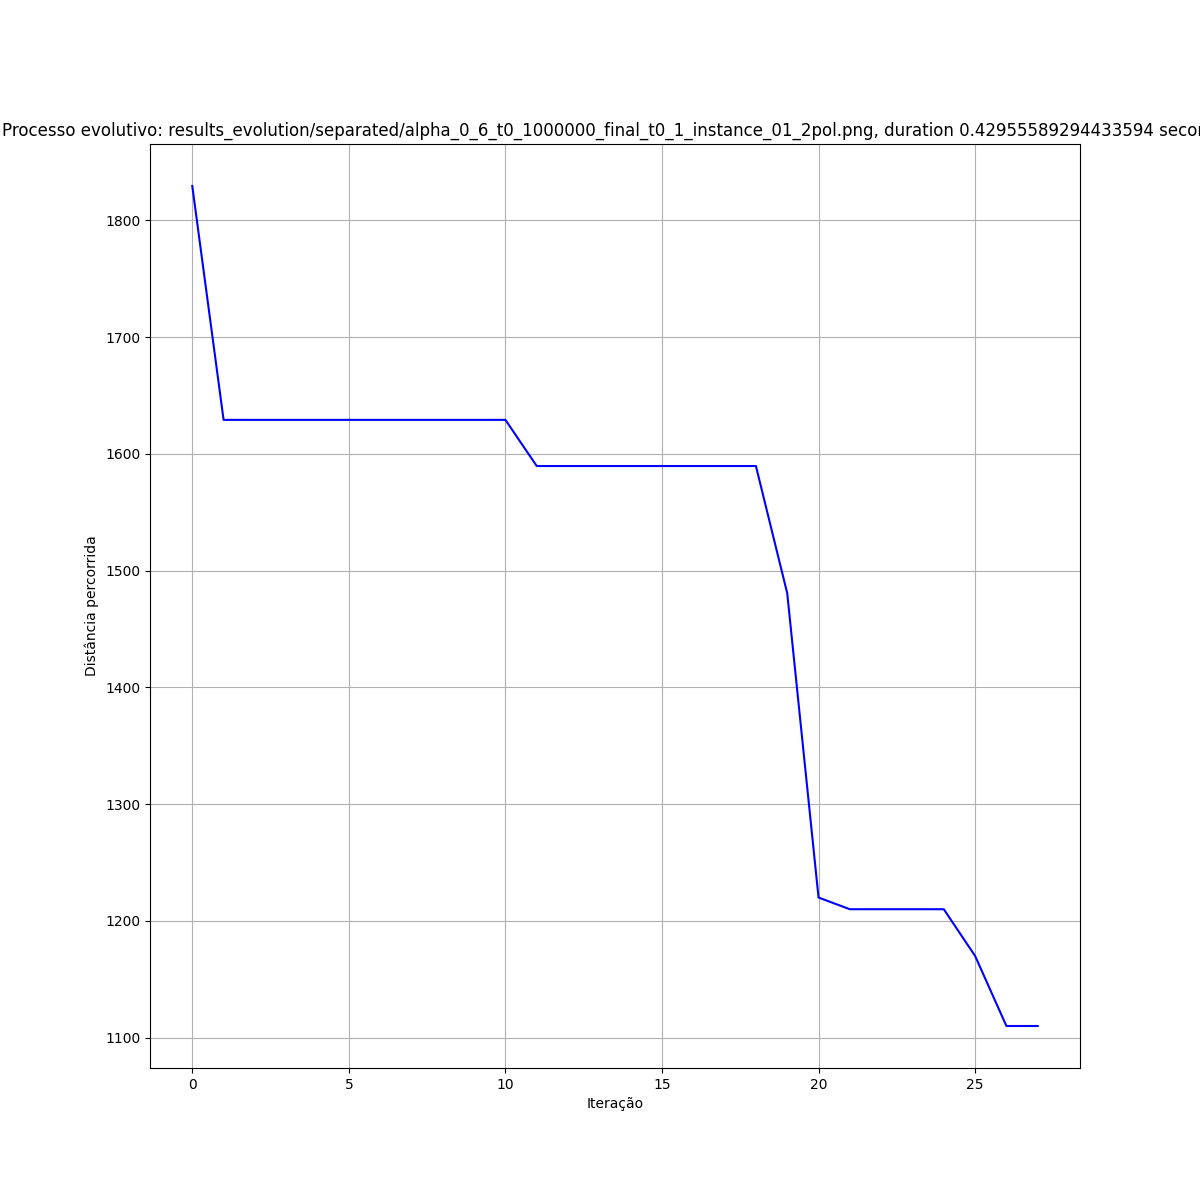 Processo evolutivo: results_evolution/separated/alpha_0_6_t0_1000000_final_t0_1_instance_01_2pol.png, duration 0.42955589294433594
1800
1700
1600
1500
1400
1300
1200
1100
Distância percorrida
0 5 10 15 20 25
Iteração